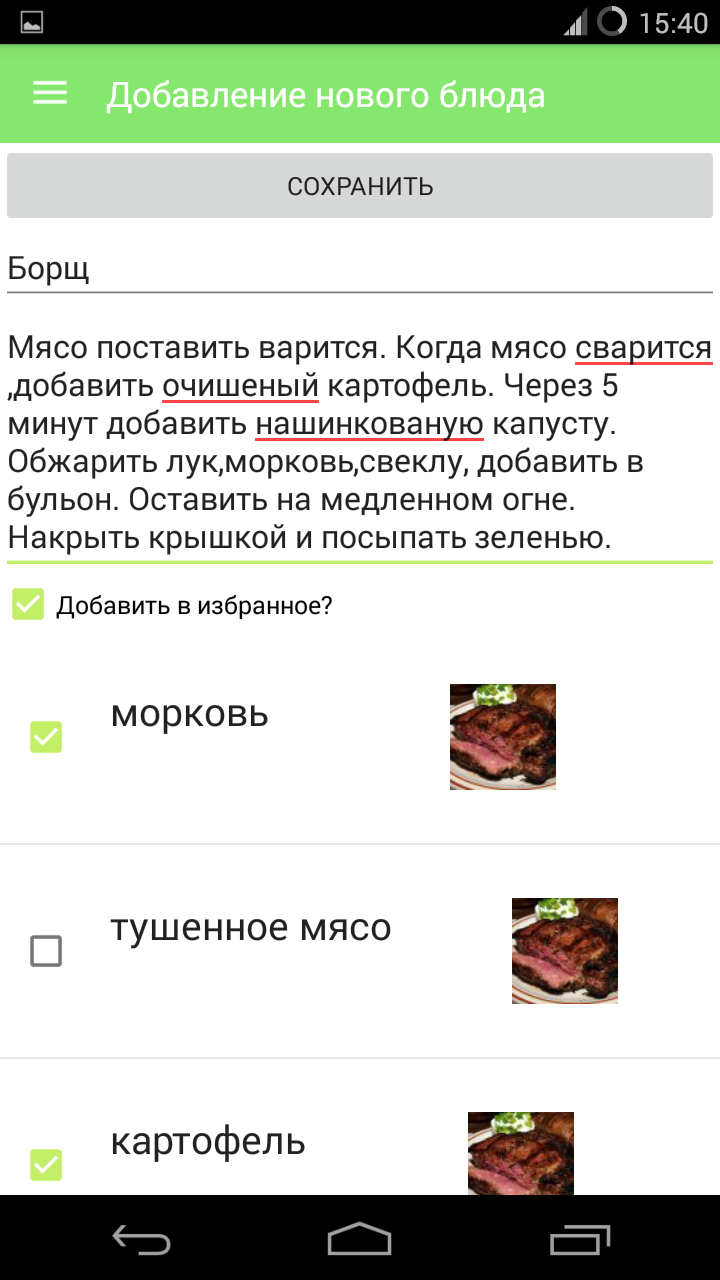 15:40
Добавление нового блюда
СОХРАНИТЬ
Борщ
Мясо поставить варится. Когда мясо сварится
,добавить очишеный картофель. Через 5
минут добавить нашинкованую капусту.
Обжарить лук,морковь,свеклу, добавить в
бульон. Оставить на медленном огне.
Накрыть крышкой и посыпать зеленью.
Добавить в избранное?
морковь
тушенное мясо
картофель